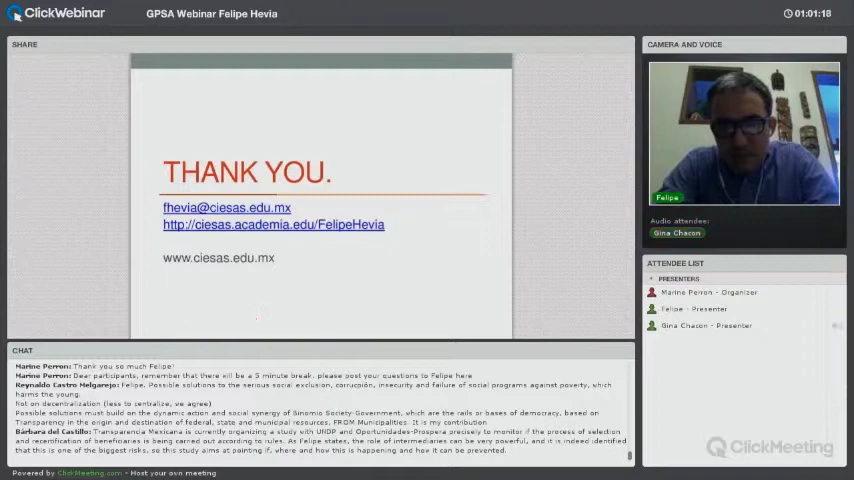 ClickWebinar
GPSA Webinar Felipe Hevia
01:01:18
SHARE
THANK YOU.
fhevia@ciesas.edu.mx
http://ciesas.academia.edu/FelipeHevia
www.ciesas.edu.mx
CAMERA AND VOICE
Felipe
Audio attendee:
Gina Chacon
ATTENDEE LIST
PRESENTERS
Marine Perron - Organizer
Felipe - Presenter
Gina Chacon - Presenter
CHAT
Marine Perron: Thank you so much Felipe!
Marine Perron: Dear participants, remember that there will be a 5 minute break. please post your questions to Felipe here
Reynaldo Castro Melgarejo: Felipe. Possible solutions to the serious social exclusion, corrupción, insecurity and failure of social programs against poverty, which
harms the young.
Not on decentralization (less to centralize, we agree)
Possible solutions must build on the dynamic action and social synergy of Binomio Society-Government, which are the rails or bases of democracy, based on
Transparency in the origin and destination of federal, state and municipal resources, FROM Municipalities. It is my contribution
Bárbara del Castillo: Transparencia Mexicana is currently organizing a study with UNDP and Oportunidades-Prospera precisely to monitor if the process of selection
and recertification of beneficiaries is being carried out according to rules. As Felipe states, the role of intermediaries can be very powerful, and it is indeed identified
that this is one of the biggest risks, so this study aims at pointing if, where and how this is happening and how it can be prevented.
ClickMeeting
Powered by ClickMeeting.com • Host your own meeting